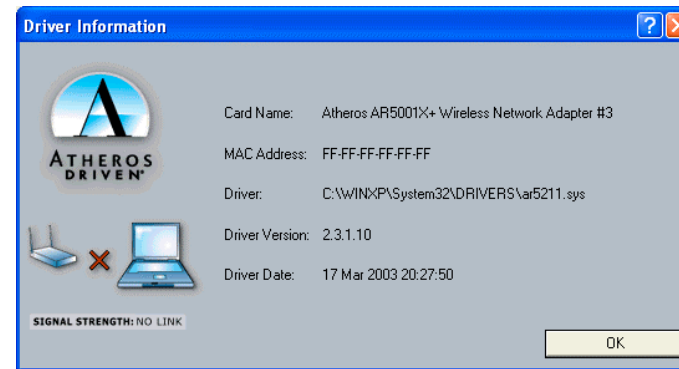 Driver Information
ATHEROS
DRIVEN
Card Name: Atheros AR5001X+ Wireless Network Adapter #3
MAC Address: FF-FF-FF-FF-FF-FF
Driver: C:\WINXP\System32\DRIVERS\ar5211.sys
Driver Version: 2.3.1.10
Driver Date: 17 Mar 2003 20:27:50
SIGNAL STRENGTH: NO LINK
OK